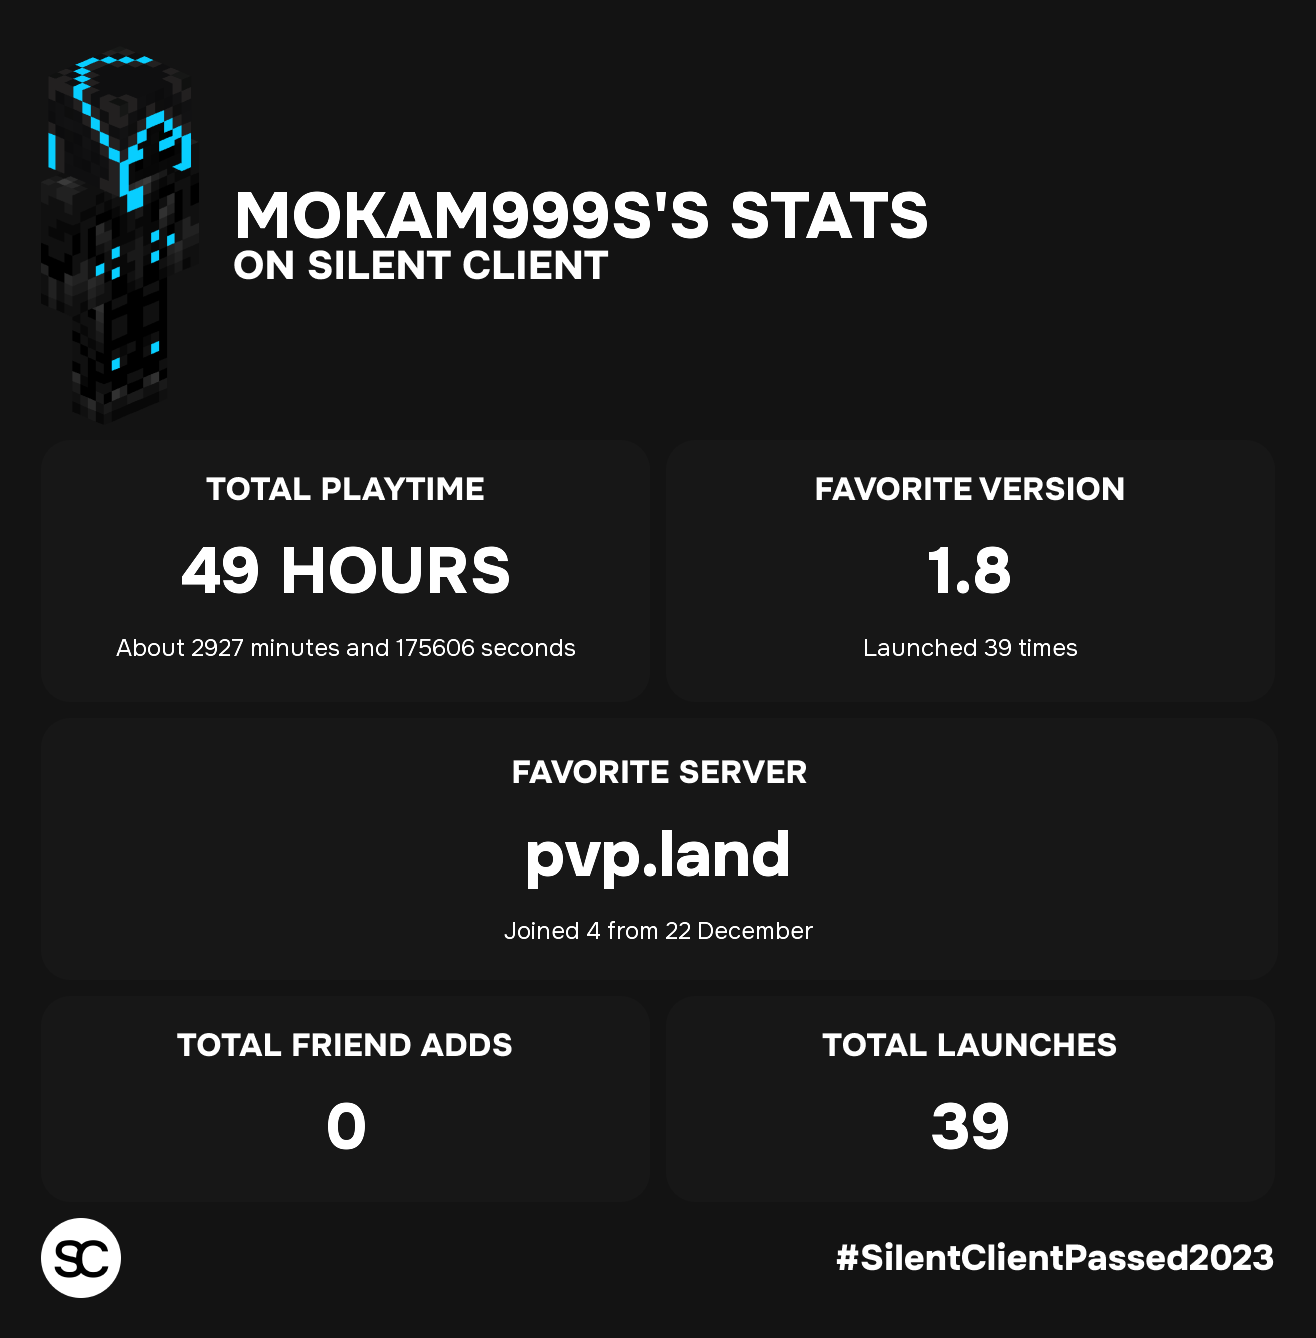 MOKAM999S'S STATS
ON SILENT CLIENT
TOTAL PLAYTIME
49 HOURS
About 2927 minutes and 175606 seconds
FAVORITE VERSION
1.8
Launched 39 times
FAVORITE SERVER
pvp.land
Joined 4 from 22 December
TOTAL FRIEND ADDS
0
TOTAL LAUNCHES
39
SC
#SilentClientPassed2023